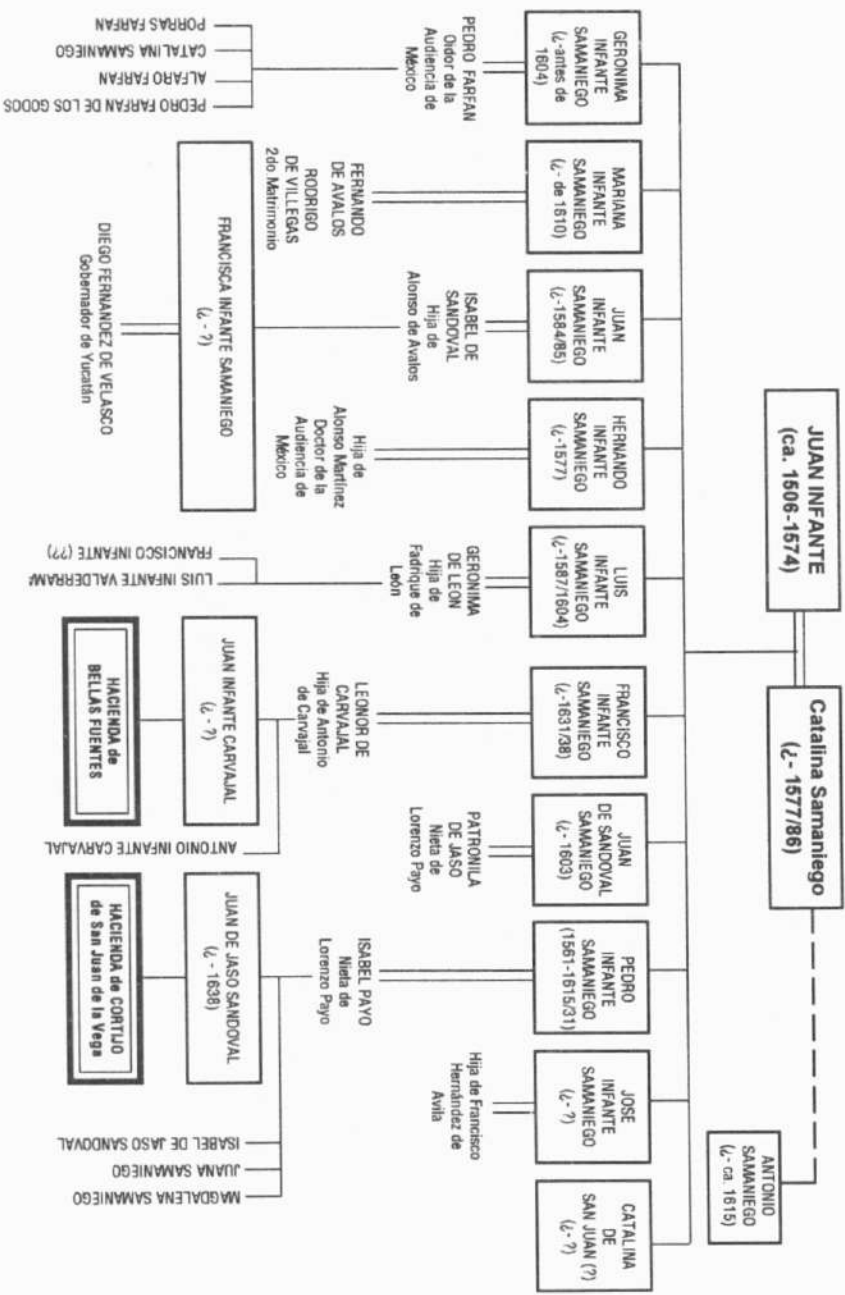 JUAN INFANTE
(ca. 1506-1574)
Catalina Samaniego
(¿- 1577/86)
ANTONIO
SAMANIEGO
(¿- ca. 1615)
GERONIMA
INFANTE
SAMANIEGO
(¿-antes de
1604)
MARIANA
INFANTE
SAMANIEGO
(¿- de 1610)
JUAN
INFANTE
SAMANIEGO
(¿-1584/85)
HERNANDO
INFANTE
SAMANIEGO
(¿-1577)
LUIS
INFANTE
SAMANIEGO
(¿-1587/1604)
FRANCISCO
INFANTE
SAMANIEGO
(¿-1631/38)
JUAN
DE SANDOVAL
SAMANIEGO
(¿- 1603)
PEDRO
INFANTE
SAMANIEGO
(1561-1615/31)
JOSE
INFANTE
SAMANIEGO
(¿- ?)
CATALINA
DE
SAN JUAN (?)
(¿- ?)
PEDRO FARFAN
Oidor de la
Audiencia de
México
FERNANDO
DE AVALOS
RODRIGO
DE VILLEGAS
2do Matrimonio
ISABEL DE
SANDOVAL
Hija de
Alonso de Avalos
Hija de
Alonso Martínez
Doctor de la
Audiencia de
México
GERONIMA
DE LEON
Hija de
Fadrique de
León
LEONOR DE
CARVAJAL
Hija de Antonio
de Carvajal
PATRONILA
DE JASO
Nieta de
Lorenzo Payo
ISABEL PAYO
Nieta de
Lorenzo Payo
Hija de Francisco
Hernández de
Avila
PORRAS FARFAN
CATALINA SAMANIEGO
ALFARO FARFAN
PEDRO FARFAN DE LOS GODOS
FRANCISCA INFANTE SAMANIEGO
(¿ - ?)
DIEGO FERNANDEZ DE VELASCO
Gobernador de Yucatán
FRANCISCO INFANTE (??)
LUIS INFANTE VALDERRAMA
JUAN INFANTE CARVAJAL
(¿ - ?)
HACIENDA de
BELLAS FUENTES
ANTONIO INFANTE CARVAJAL
JUAN DE JASO SANDOVAL
(¿ - 1638)
HACIENDA de CORTIJO
de San Juan de la Vega
ISABEL DE JASO SANDOVAL
JUANA SAMANIEGO
MAGDALENA SAMANIEGO